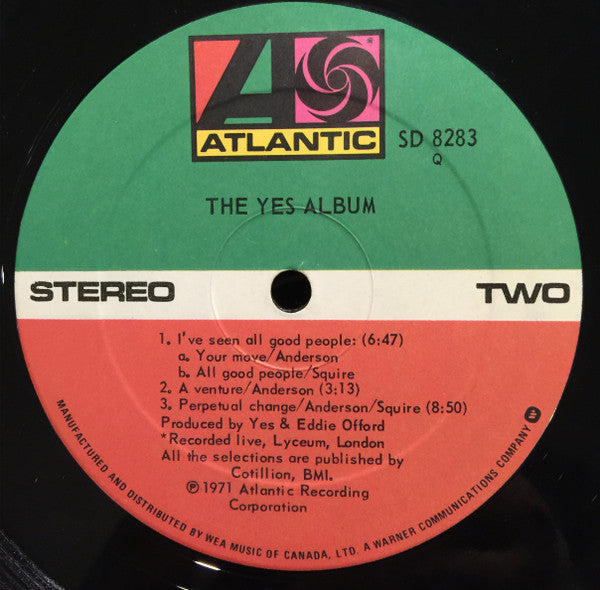 ATLANTIC
SD 8283
Q
THE YES ALBUM
STEREO
TWO
1. I've seen all good people: (6:47)
a. Your move/Anderson
b. All good people/Squire
2. A venture/Anderson (3:13)
3. Perpetual change/Anderson/Squire (8:50)
Produced by Yes & Eddie Offord
*Recorded live, Lyceum, London
All the selections are published by
Cotillion, BMI.
℗1971 Atlantic Recording
Corporation
MANUFACTURED AND DISTRIBUTED BY WEA MUSIC OF CANADA, LTD. A WARNER COMMUNICATIONS COMPANY